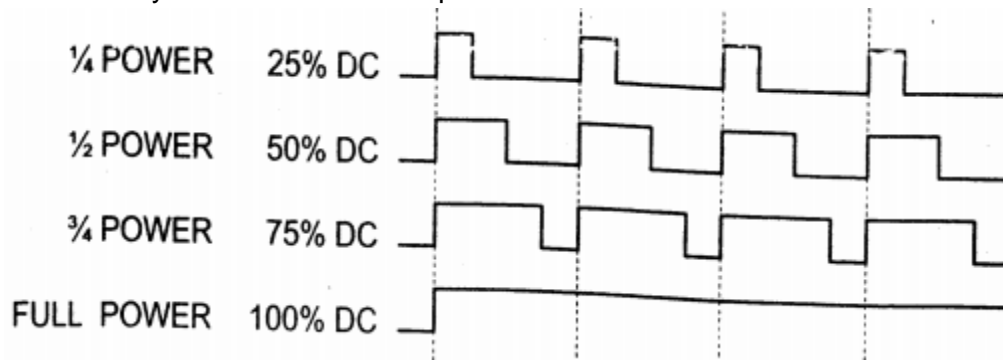 ¼ POWER 25% DC
½ POWER 50% DC
¾ POWER 75% DC
FULL POWER 100% DC